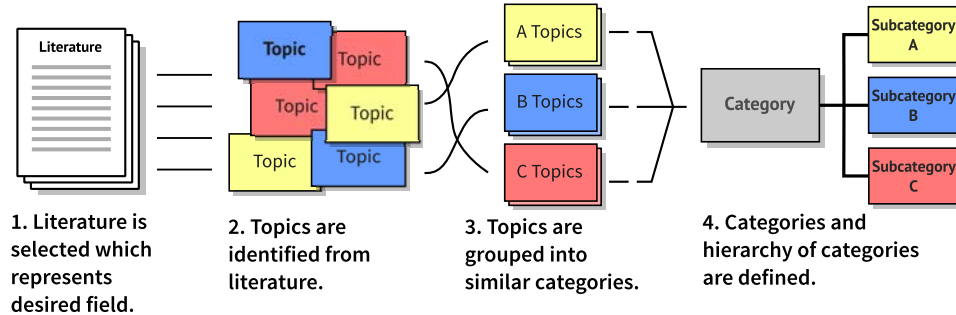 Literature
1. Literature is
selected which
represents
desired field.
Topic
Topic
Topic
Topic
Topic
Topic
2. Topics are
identified from
literature.
A Topics
B Topics
C Topics
3. Topics are
grouped into
similar categories.
Category
Subcategory
A
Subcategory
B
Subcategory
C
4. Categories and
hierarchy of categories
are defined.